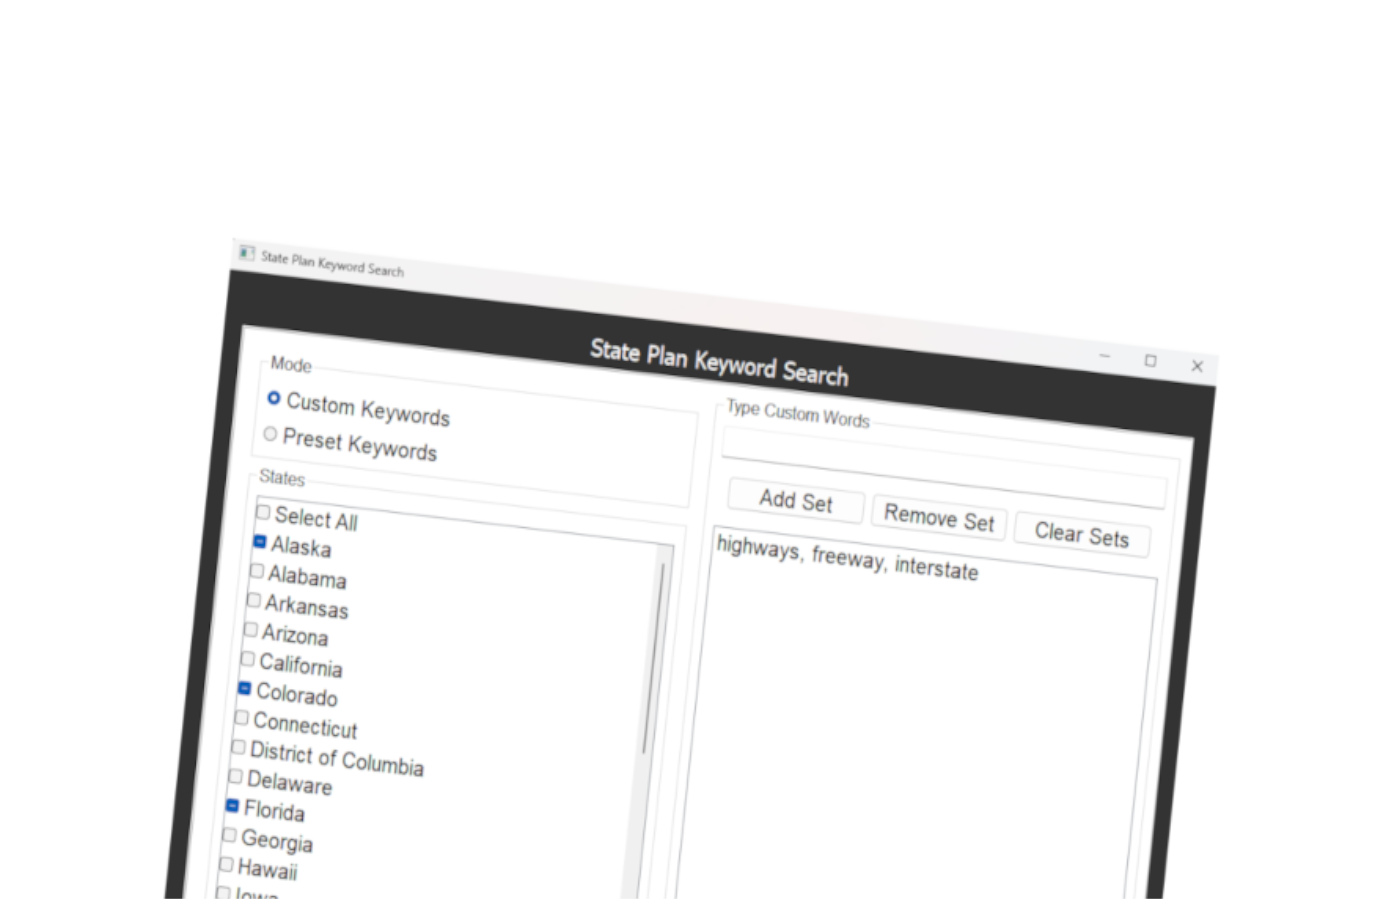 State Plan Keyword Search
State Plan Keyword Search
Mode
Custom Keywords
Preset Keywords
States
Select All
Alaska
Alabama
Arkansas
Arizona
California
Colorado
Connecticut
District of Columbia
Delaware
Florida
Georgia
Hawaii
Iowa
Type Custom Words
Add Set
Remove Set
Clear Sets
highways, freeway, interstate